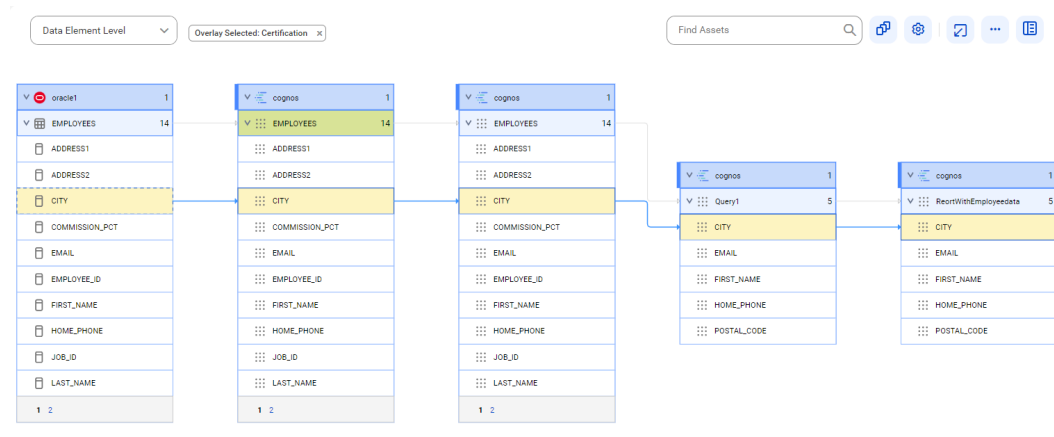 Data Element Level
Overlay Selected: Certification ×
Find Assets
oracle1 1
EMPLOYEES 14
ADDRESS1
ADDRESS2
CITY
COMMISSION_PCT
EMAIL
EMPLOYEE_ID
FIRST_NAME
HOME_PHONE
JOB_ID
LAST_NAME
1 2
cognos 1
EMPLOYEES 14
ADDRESS1
ADDRESS2
CITY
COMMISSION_PCT
EMAIL
EMPLOYEE_ID
FIRST_NAME
HOME_PHONE
JOB_ID
LAST_NAME
1 2
cognos 1
EMPLOYEES 14
ADDRESS1
ADDRESS2
CITY
COMMISSION_PCT
EMAIL
EMPLOYEE_ID
FIRST_NAME
HOME_PHONE
JOB_ID
LAST_NAME
1 2
cognos 1
Query1 5
CITY
EMAIL
FIRST_NAME
HOME_PHONE
POSTAL_CODE
cognos 1
ReortWithEmployeedata 5
CITY
EMAIL
FIRST_NAME
HOME_PHONE
POSTAL_CODE